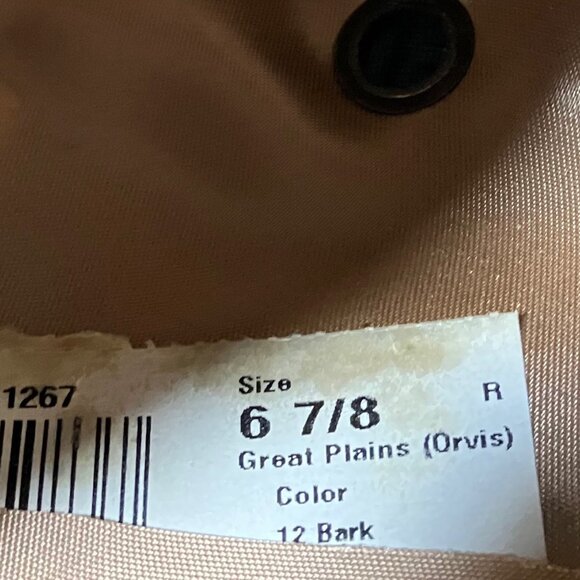 1267
Size
6 7/8 R
Great Plains (Orvis)
Color
12 Bark